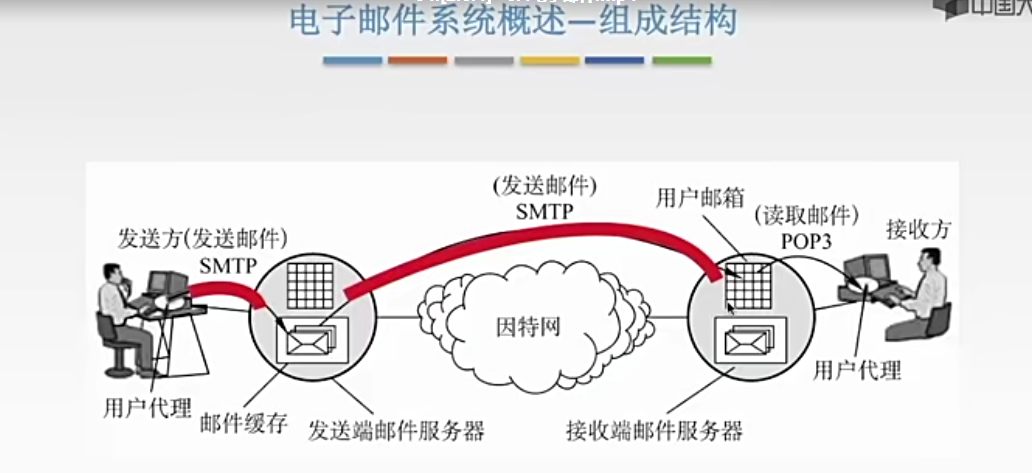 电子邮件系统概述—组成结构
中国大
(发送邮件)
SMTP
用户邮箱
(读取邮件)
POP3
接收方
发送方(发送邮件)
SMTP
因特网
用户代理
用户代理
邮件缓存
发送端邮件服务器
接收端邮件服务器